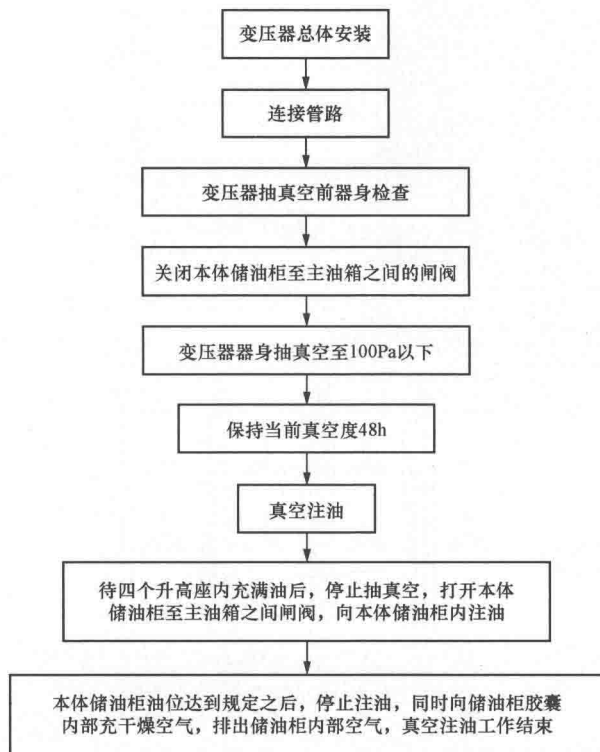 变压器总体安装
连接管路
变压器抽真空前器身检查
关闭本体储油柜至主油箱之间的闸阀
变压器器身抽真空至100Pa以下
保持当前真空度48h
真空注油
待四个升高座内充满油后，停止抽真空，打开本体
储油柜至主油箱之间闸阀，向本体储油柜内注油
本体储油柜油位达到规定之后，停止注油，同时向储油柜胶囊
内部充干燥空气，排出储油柜内部空气，真空注油工作结束